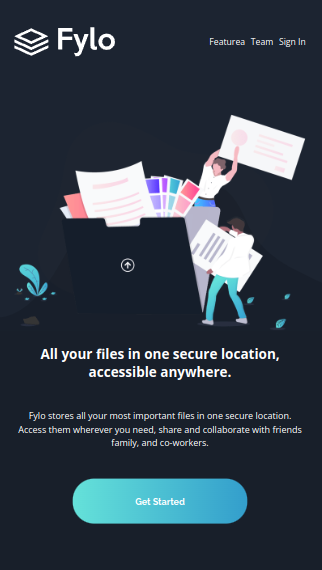 Fylo
Featurea Team Sign In
All your files in one secure location,
accessible anywhere.
Fylo stores all your most important files in one secure location.
Access them wherever you need, share and collaborate with friends
family, and co-workers.
Get Started